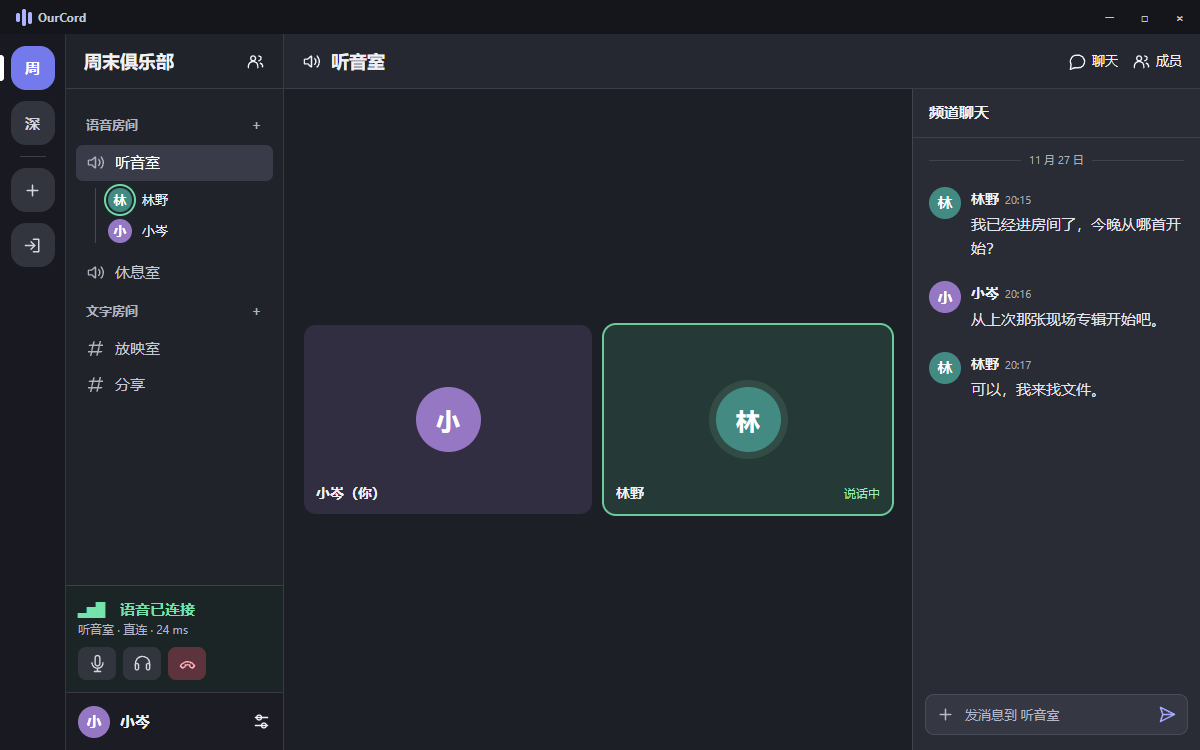 OurCord
周
深
周末俱乐部
语音房间
听音室
林 林野
小 小岑
休息室
文字房间
放映室
分享
语音已连接
听音室 · 直连 · 24 ms
小 小岑
听音室
聊天
成员
小
小岑（你）
林
林野
说话中
频道聊天
11 月 27 日
林
林野 20:15
我已经进房间了，今晚从哪首开
始？
小
小岑 20:16
从上次那张现场专辑开始吧。
林
林野 20:17
可以，我来找文件。
发消息到 听音室